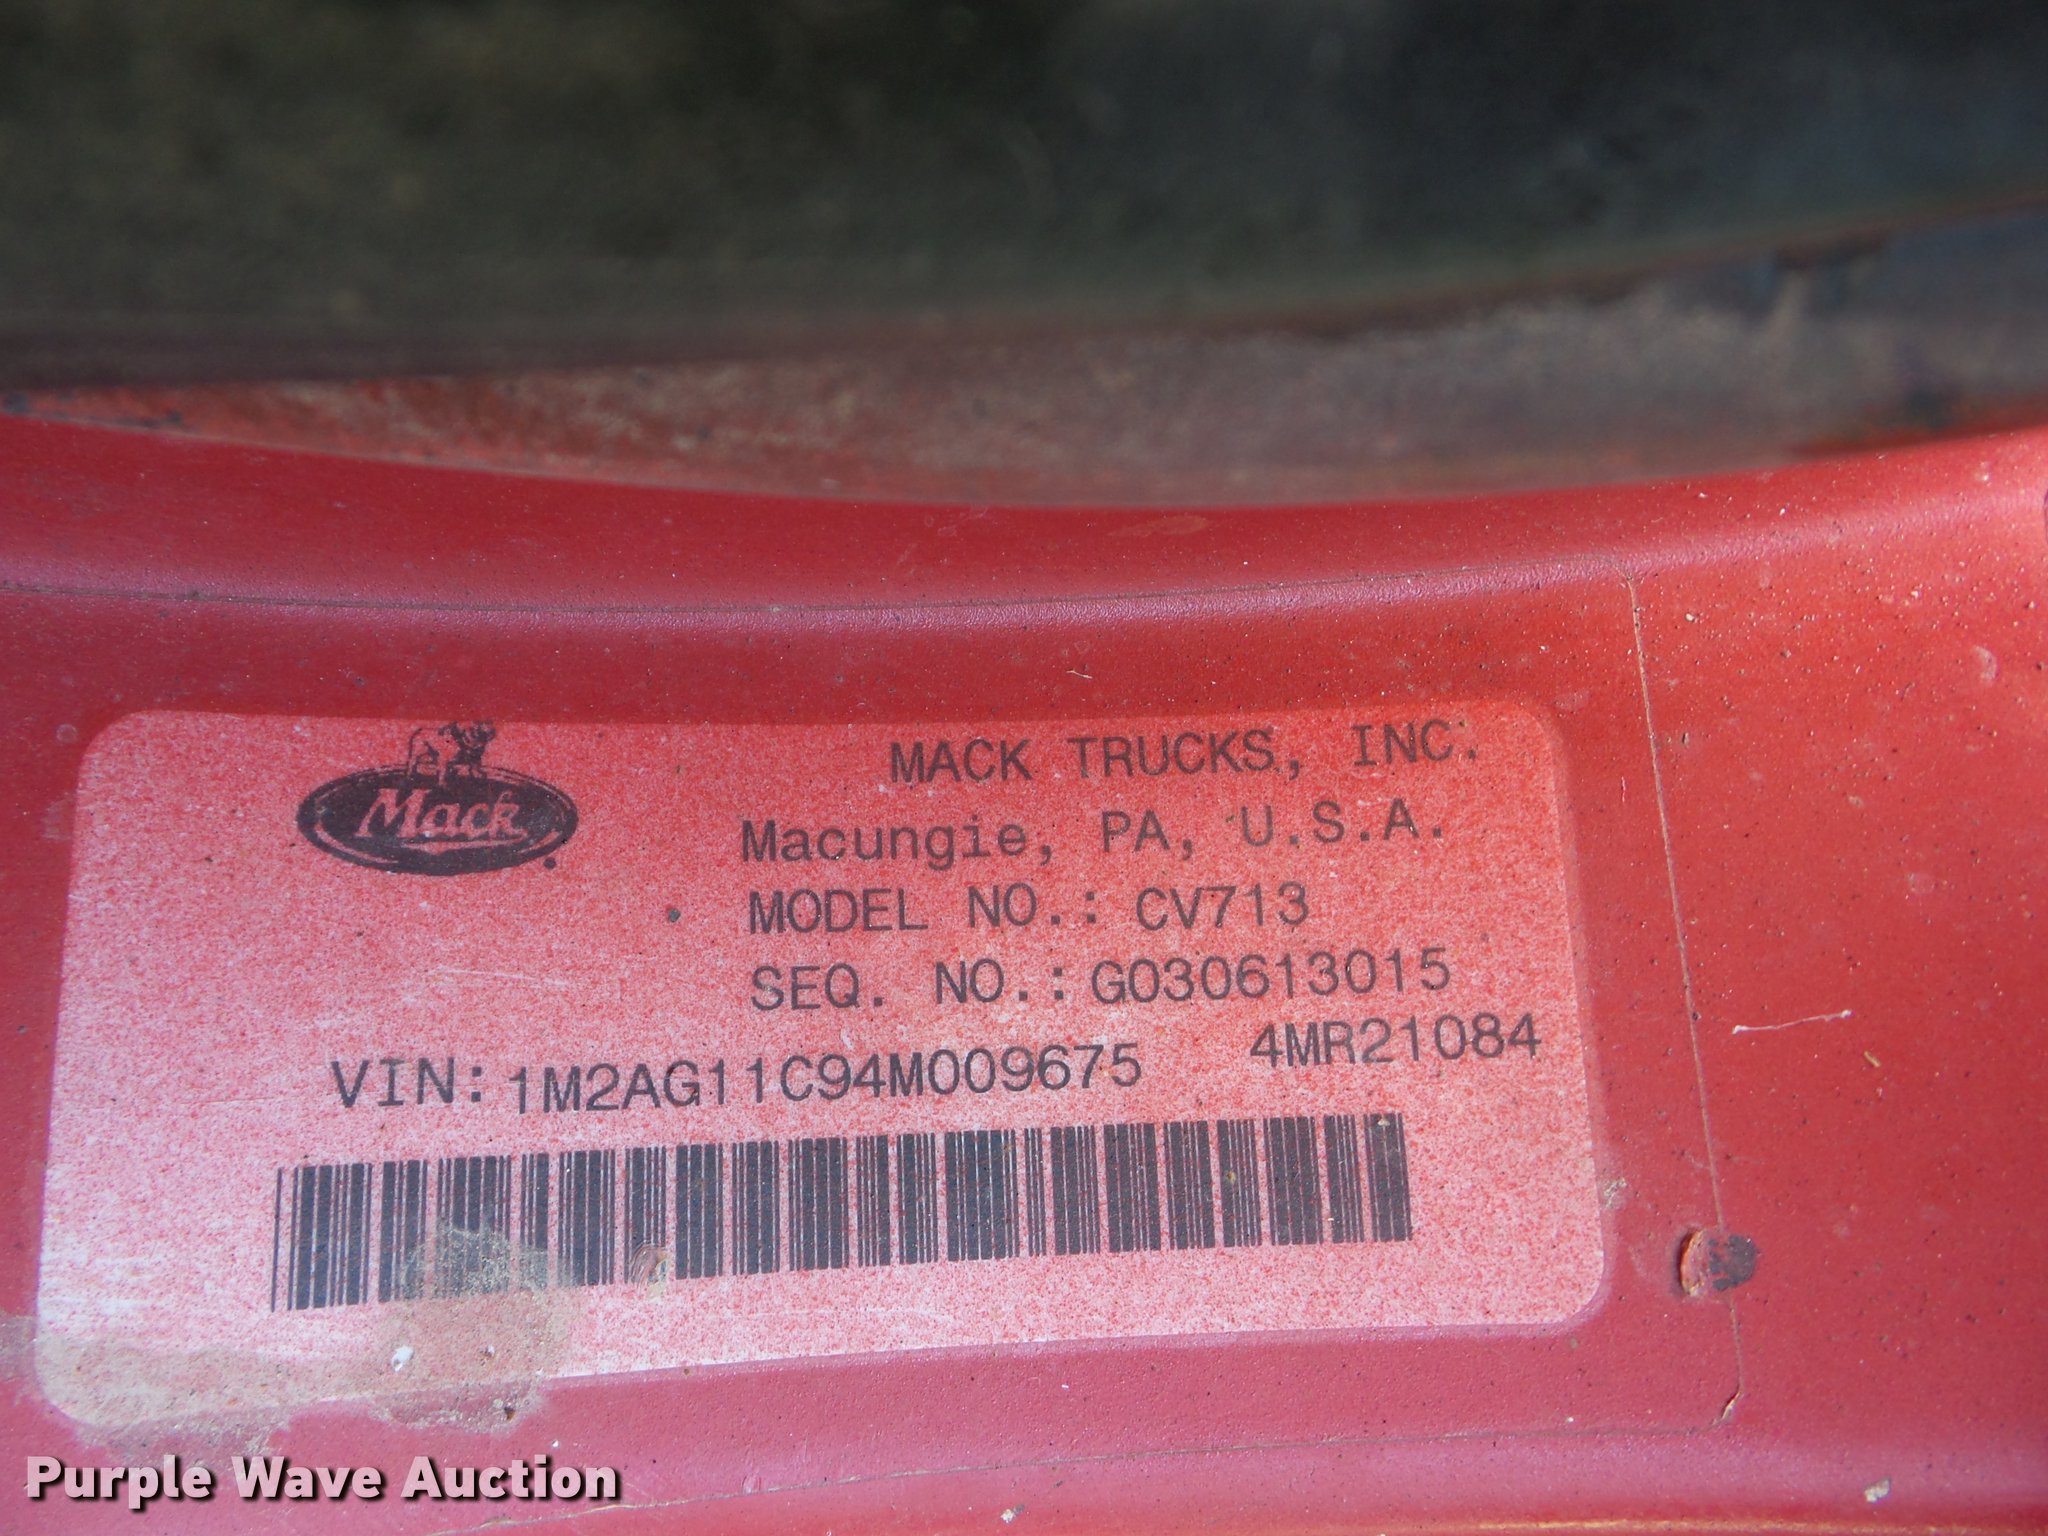 Mack
MACK TRUCKS, INC.
Macungie, PA, U.S.A.
MODEL NO.: CV713
SEQ. NO.: G030613015
VIN: 1M2AG11C94M009675 4MR21084
Purple Wave Auction